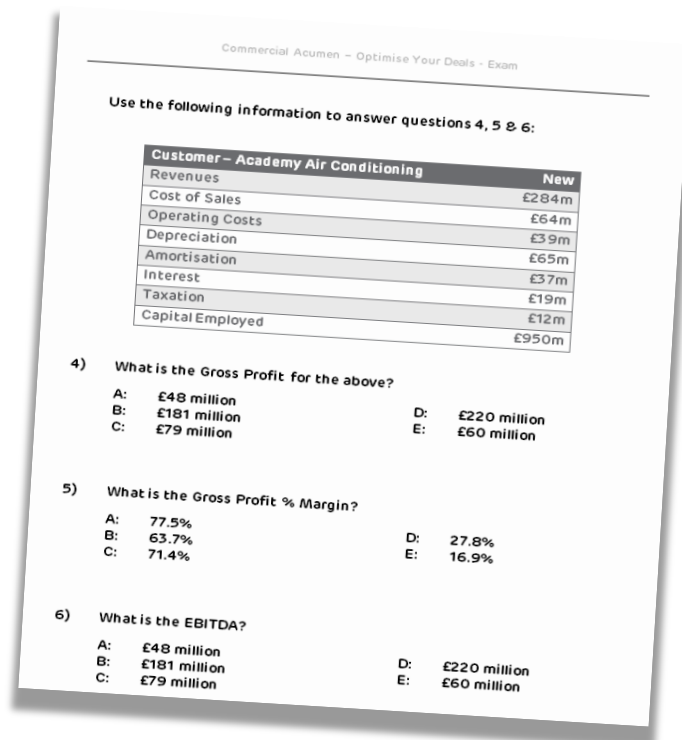 Commercial Acumen – Optimise Your Deals - Exam
Use the following information to answer questions 4, 5 & 6:
Customer – Academy Air Conditioning New
Revenues £284m
Cost of Sales £64m
Operating Costs £39m
Depreciation £65m
Amortisation £37m
Interest £19m
Taxation £12m
Capital Employed £950m
4) What is the Gross Profit for the above?
A: £48 million
B: £181 million
C: £79 million
D: £220 million
E: £60 million
5) What is the Gross Profit % Margin?
A: 77.5%
B: 63.7%
C: 71.4%
D: 27.8%
E: 16.9%
6) What is the EBITDA?
A: £48 million
B: £181 million
C: £79 million
D: £220 million
E: £60 million